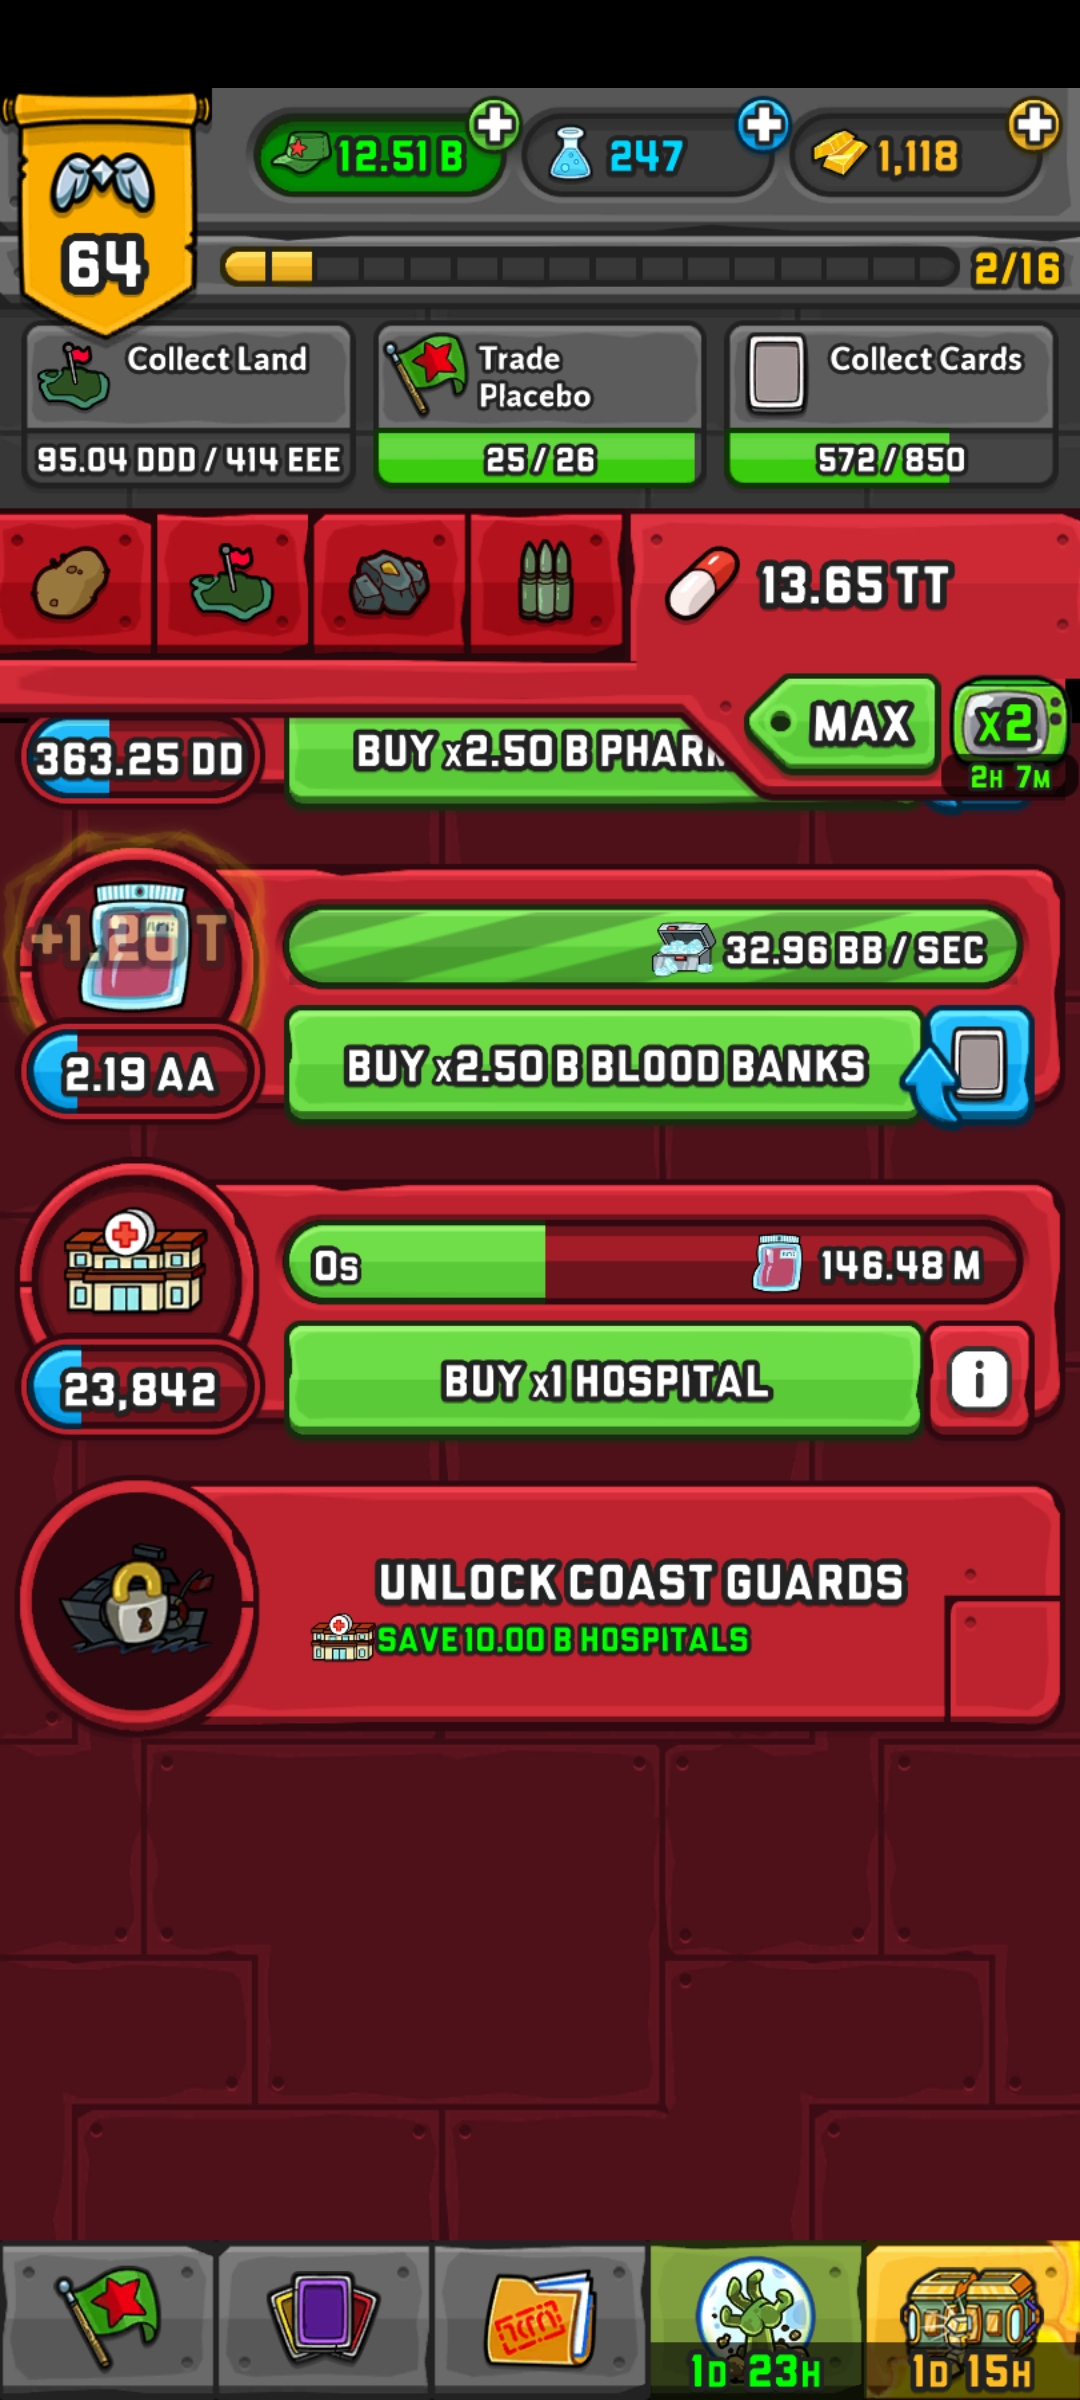 12.51 B
247
1,118
64
2/16
Collect Land
95.04 DDD / 414 EEE
Trade
Placebo
25 / 26
Collect Cards
572 / 850
13.65 TT
MAX
x2
2H 7M
363.25 DD
BUY x2.50 B PHAR
+1.20 T
32.96 BB / SEC
2.19 AA
BUY x2.50 B BLOOD BANKS
0s
146.48 M
23,842
BUY x1 HOSPITAL
i
UNLOCK COAST GUARDS
SAVE 10.00 B HOSPITALS
1D 23H
1D 15H